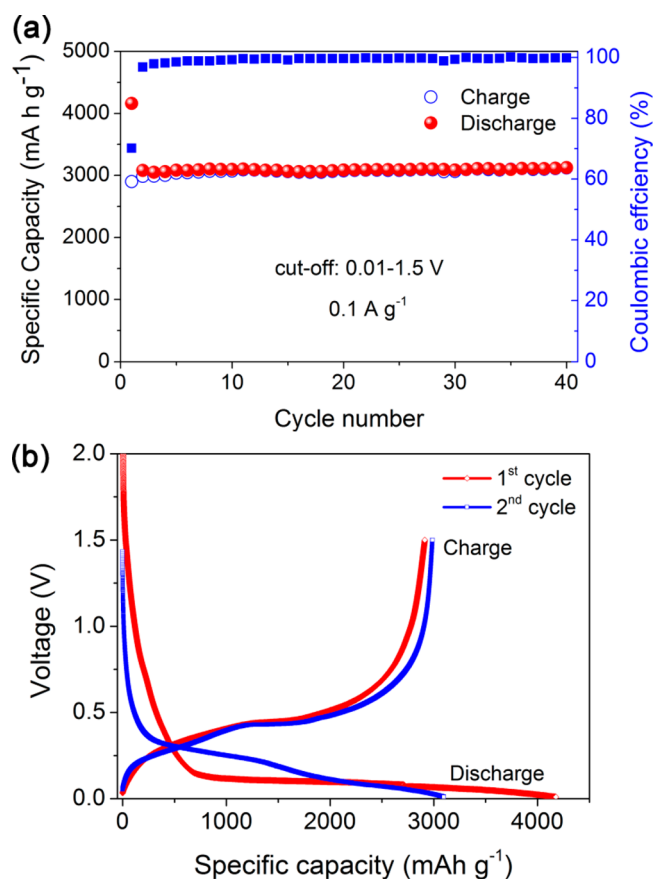 (a)
5000
4000
3000
2000
1000
0
Specific Capacity (mA h g⁻¹)
Charge
Discharge
cut-off: 0.01-1.5 V
0.1 A g⁻¹
100
80
60
40
20
0
Coulombic effciency (%)
0 10 20 30 40
Cycle number
(b)
2.0
1.5
1.0
0.5
0.0
Voltage (V)
1st cycle
2nd cycle
Charge
Discharge
0 1000 2000 3000 4000
Specific capacity (mAh g⁻¹)